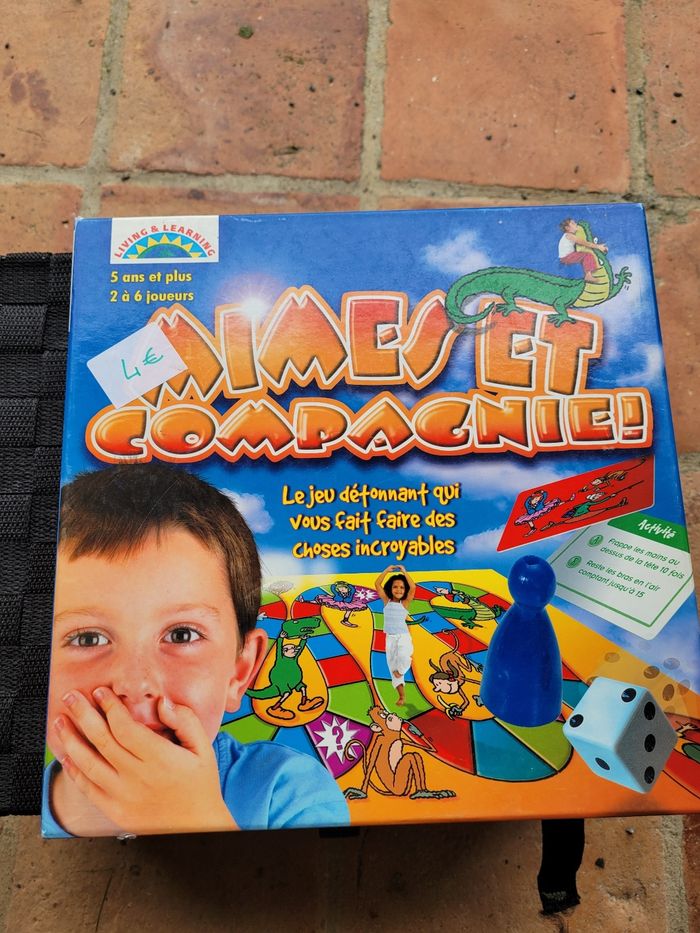 LIVING & LEARNING
5 ans et plus
2 à 6 joueurs
4€
MIMES ET
COMPAGNIE!
Le jeu détonnant qui
vous fait faire des
choses incroyables
Activité
1 Frappe les mains au
dessus de la tête 10 fois
2 Reste les bras en l'air
comptant jusqu'à 15
?